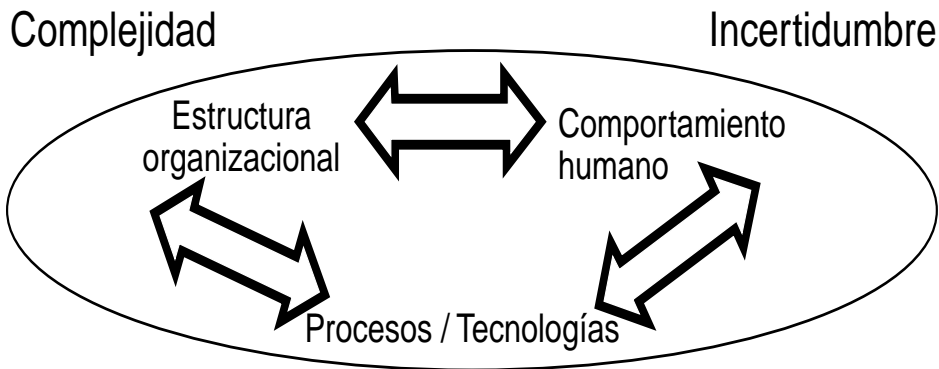 Complejidad
Incertidumbre
Estructura
organizacional
Comportamiento
humano
Procesos / Tecnologías